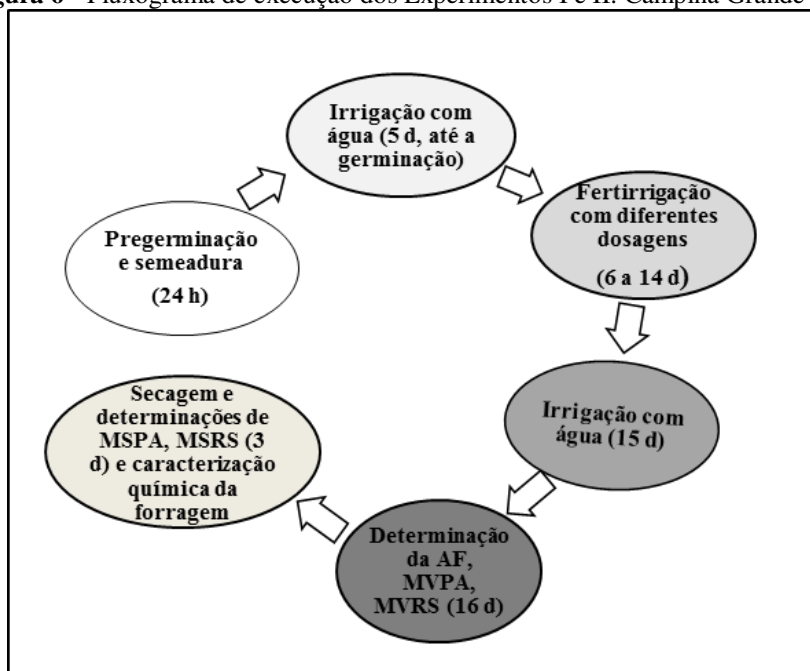 Fluxograma de execução dos Experimentos I e II. Campina Grande
Pregerminação
e semeadura
(24 h)
Irrigação com
água (5 d, até a
germinação)
Fertirrigação
com diferentes
dosagens
(6 a 14 d)
Irrigação com
água (15 d)
Determinação
da AF,
MVPA,
MVRS (16 d)
Secagem e
determinações de
MSPA, MSRS (3
d) e caracterização
química da
forragem